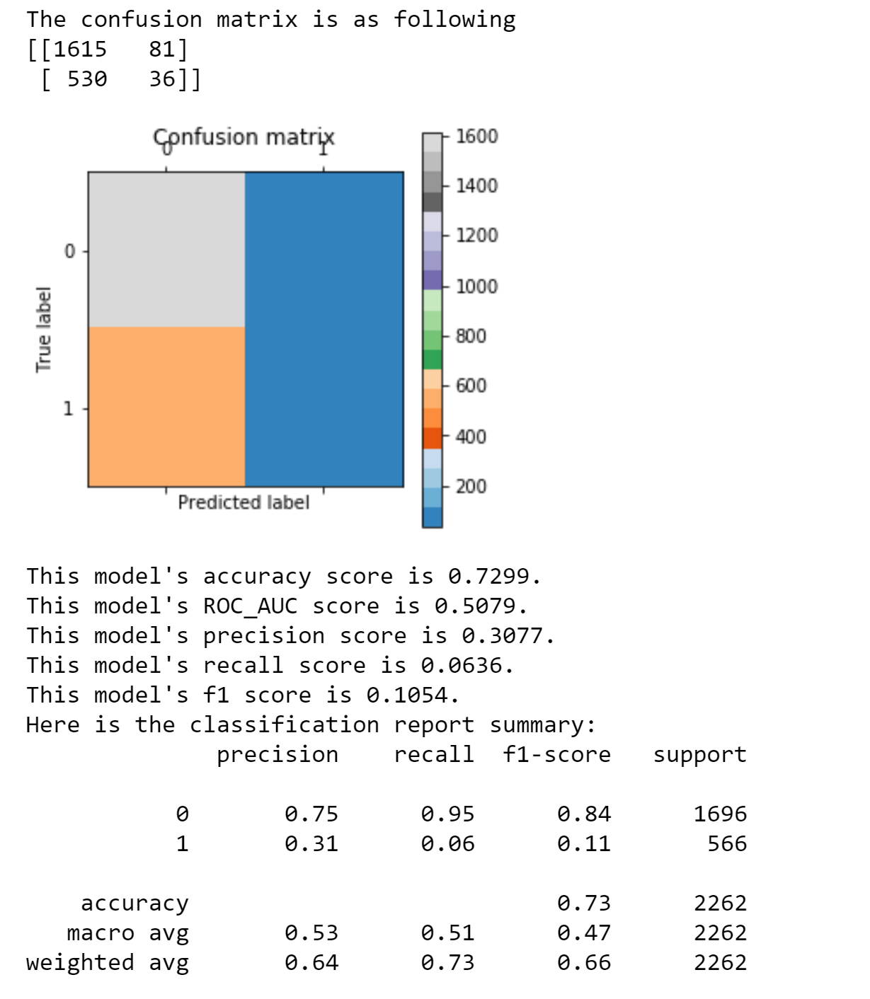 The confusion matrix is as following
[[1615   81]
 [ 530   36]]
Confusion matrix
0 1
0
1
True label
Predicted label
1600
1400
1200
1000
800
600
400
200
This model's accuracy score is 0.7299.
This model's ROC_AUC score is 0.5079.
This model's precision score is 0.3077.
This model's recall score is 0.0636.
This model's f1 score is 0.1054.
Here is the classification report summary:
precision recall f1-score support
0 0.75 0.95 0.84 1696
1 0.31 0.06 0.11 566
accuracy 0.73 2262
macro avg 0.53 0.51 0.47 2262
weighted avg 0.64 0.73 0.66 2262